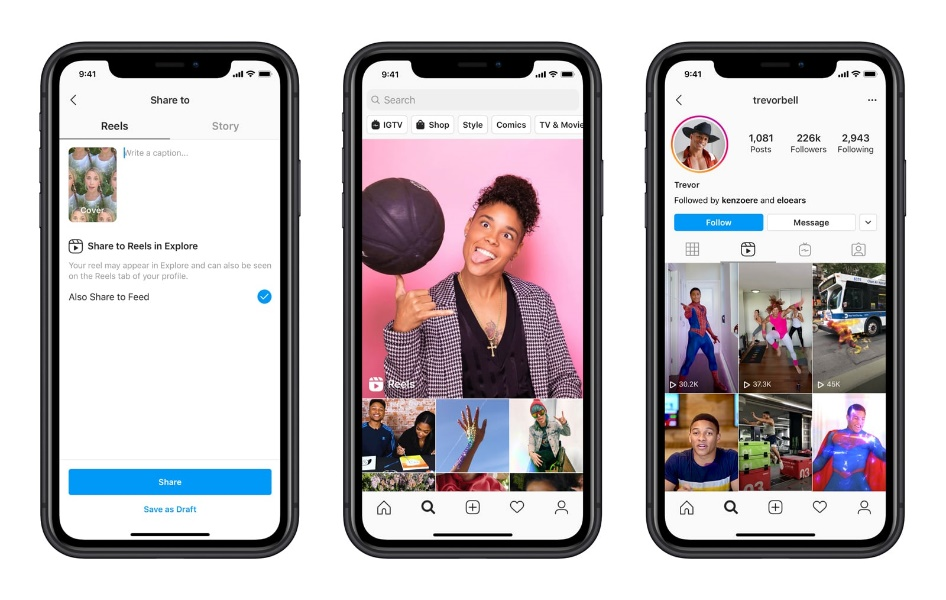 9:41
Share to
Reels
Story
Write a caption...
Cover
Share to Reels in Explore
Your reel may appear in Explore and can also be seen
on the Reels tab of your profile.
Also Share to Feed
Share
Save as Draft
9:41
Search
IGTV
Shop
Style
Comics
TV & Movie
Reels
9:41
trevorbell
1,081
Posts
226k
Followers
2,943
Following
Trevor
Followed by kenzoere and eloears
Follow
Message
30.2K
37.3K
45K
03
03